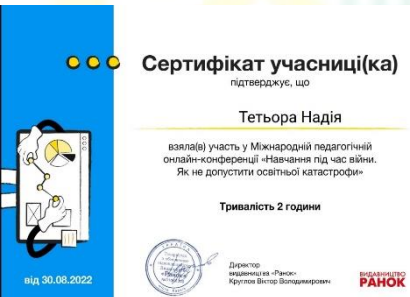 Сертифікат учасниці(ка)
підтверджує, що
Тетьора Надія
взяла(в) участь у Міжнародній педагогічній
онлайн-конференції «Навчання під час війни.
Як не допустити освітньої катастрофи»
Тривалість 2 години
від 30.08.2022
Директор
видавництва «Ранок»
Круглов Віктор Володимирович
ВИДАВНИЦТВО
РАНОК